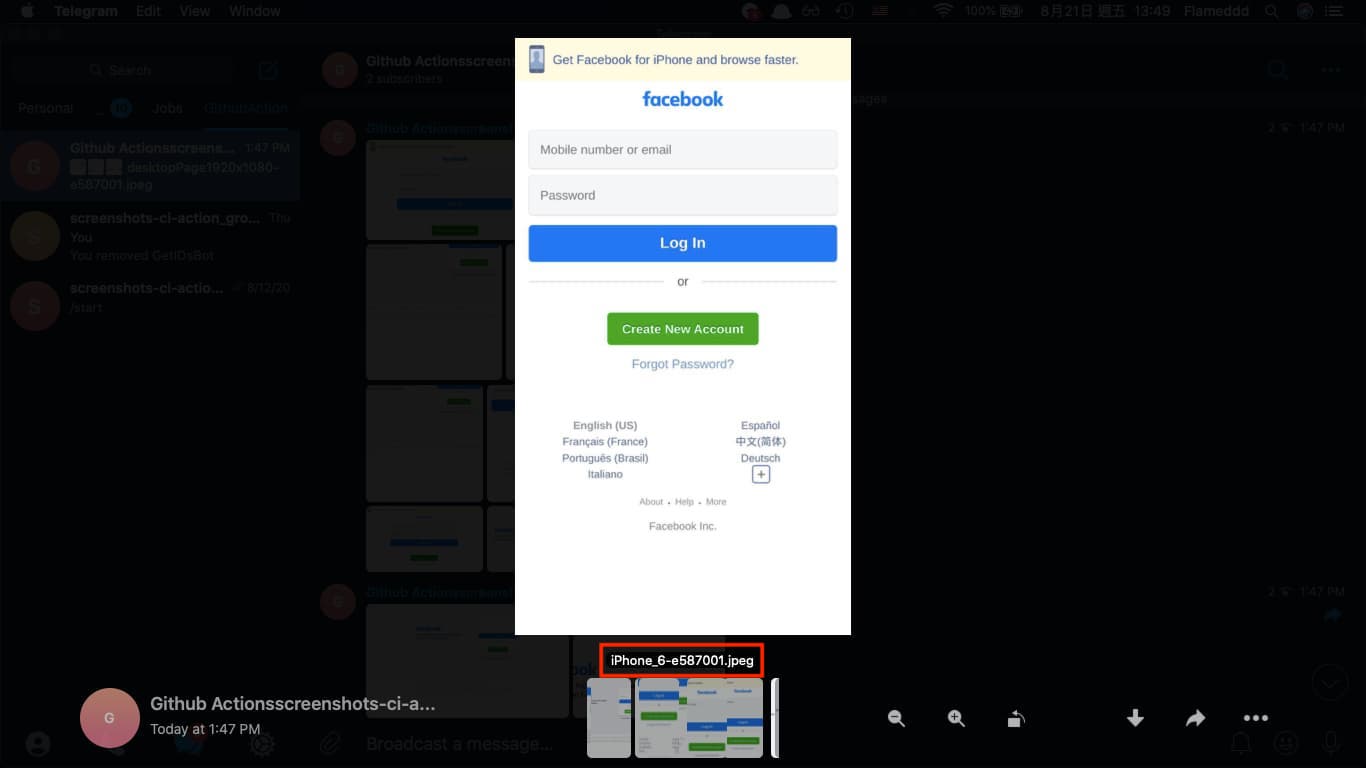 Telegram Edit View Window
100%
8月21日 週五 13:49 Flameddd
Search
Personal
10
Jobs
GithubAction
G
Github Actionsscreens... 1:47 PM
desktopPage1920x1080-
e587001.jpeg
S
screenshots-ci-action_gro... Thu
You
You removed GetIDsBot
S
screenshots-ci-actio... 8/12/20
/start
G
Github Actionsscreen
2 subscribers
G
Github Actionsscreens
2 1:47 PM
G
Github Actionsscreens
2 1:47 PM
Get Facebook for iPhone and browse faster.
facebook
Mobile number or email
Password
Log In
or
Create New Account
Forgot Password?
English (US)
Español
Français (France)
中文(简体)
Português (Brasil)
Deutsch
Italiano
+
About • Help • More
Facebook Inc.
iPhone_6-e587001.jpeg
G
Github Actionsscreenshots-ci-a...
Today at 1:47 PM
Broadcast a message...